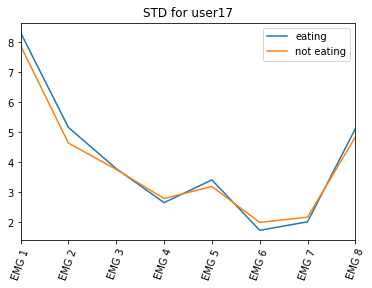 STD for user17
eating
not eating
8
7
6
5
4
3
2
EMG 1
EMG 2
EMG 3
EMG 4
EMG 5
EMG 6
EMG 7
EMG 8